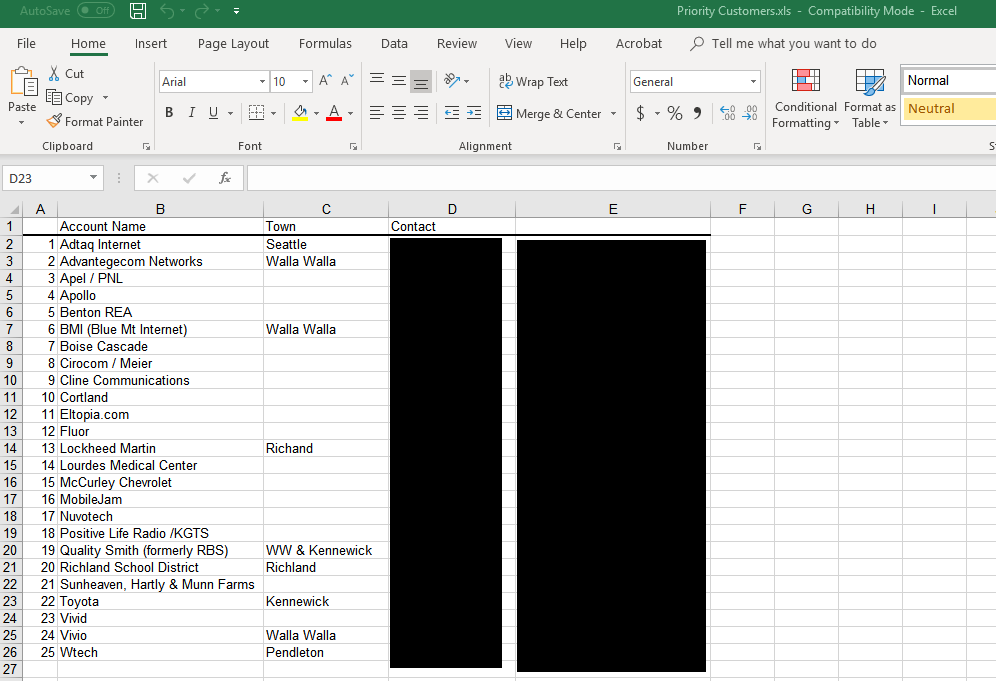 AutoSave Off Priority Customers.xls - Compatibility Mode - Excel
File Home Insert Page Layout Formulas Data Review View Help Acrobat Tell me what you want to do
Paste
Cut
Copy
Format Painter
Clipboard
Arial 10 A A
B I U A
Font
ab Wrap Text
Merge & Center
Alignment
General
$ % 9 .00 .00
Number
Conditional Formatting
Format as Table
Normal
Neutral
D23 fx
A B C D E F G H I
1 Account Name Town Contact
2 1 Adtaq Internet Seattle
3 2 Advantegecom Networks Walla Walla
4 3 Apel / PNL
5 4 Apollo
6 5 Benton REA
7 6 BMI (Blue Mt Internet) Walla Walla
8 7 Boise Cascade
9 8 Cirocom / Meier
10 9 Cline Communications
11 10 Cortland
12 11 Eltopia.com
13 12 Fluor
14 13 Lockheed Martin Richand
15 14 Lourdes Medical Center
16 15 McCurley Chevrolet
17 16 MobileJam
18 17 Nuvotech
19 18 Positive Life Radio /KGTS
20 19 Quality Smith (formerly RBS) WW & Kennewick
21 20 Richland School District Richland
22 21 Sunheaven, Hartly & Munn Farms
23 22 Toyota Kennewick
24 23 Vivid
25 24 Vivio Walla Walla
26 25 Wtech Pendleton
27